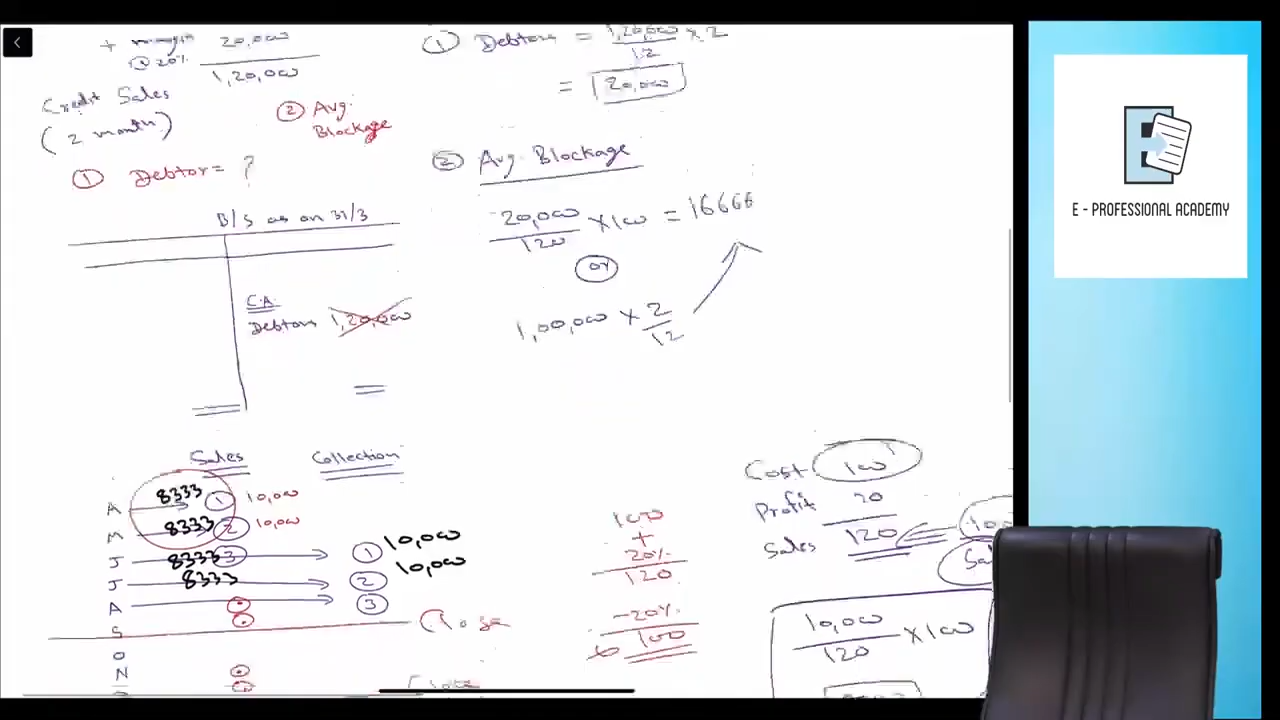 + margin 20,000
@ 20%
1,20,000
Credit Sales
(2 month)
② Avg.
Blockage
① Debtor = ?
B/S as on 31/3
C.A
Debtors 1,20,000
① Debtors = 1,20,000 × 2
12
= 20,000
② Avg. Blockage
20,000 × 100 = 16666
120
or
1,00,000 × 2
12
Sales Collection
A 8333 ① 10,000
M 8333 ② 10,000
J 8333 ③ ① 10,000
J 8333 ② 10,000
A ③
S
O
N
Close
100
+
20%
120
-20%
100
Cost 100
Profit 20
Sales 120
10,000 × 100
120
E
E - PROFESSIONAL ACADEMY